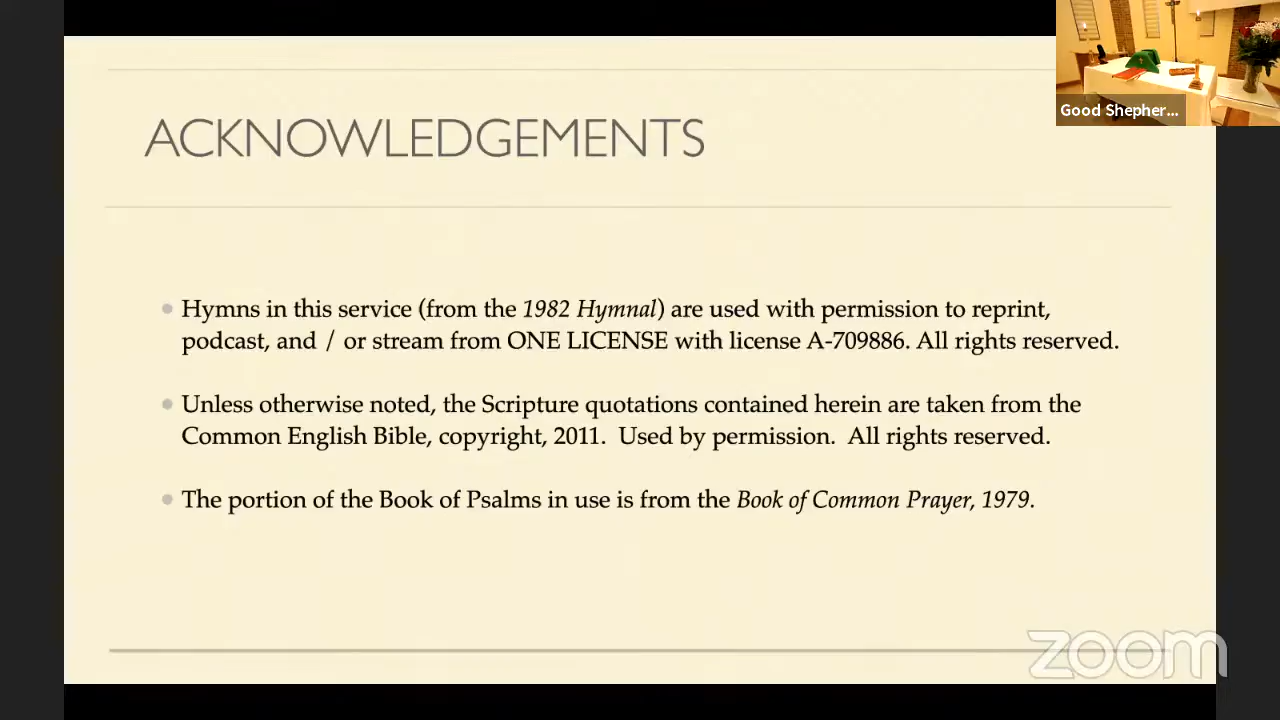 Good Shepher...
ACKNOWLEDGEMENTS
Hymns in this service (from the 1982 Hymnal) are used with permission to reprint,
podcast, and / or stream from ONE LICENSE with license A-709886. All rights reserved.
Unless otherwise noted, the Scripture quotations contained herein are taken from the
Common English Bible, copyright, 2011.  Used by permission.  All rights reserved.
The portion of the Book of Psalms in use is from the Book of Common Prayer, 1979.
zoom